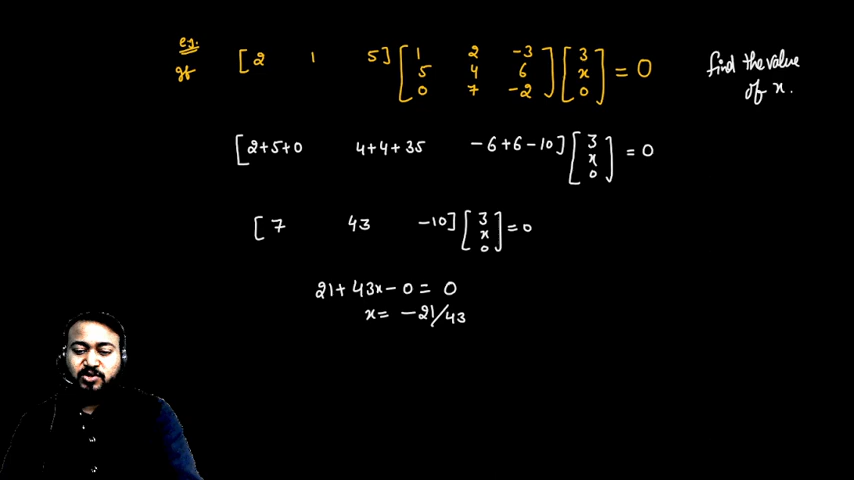 eg.
If [2 1 5] [1 2 -3 5 4 6 0 7 -2] [3 x 0] = 0 find the value of x.
[2+5+0 4+4+35 -6+6-10] [3 x 0] = 0
[7 43 -10] [3 x 0] = 0
21+43x-0 = 0
x = -21/43